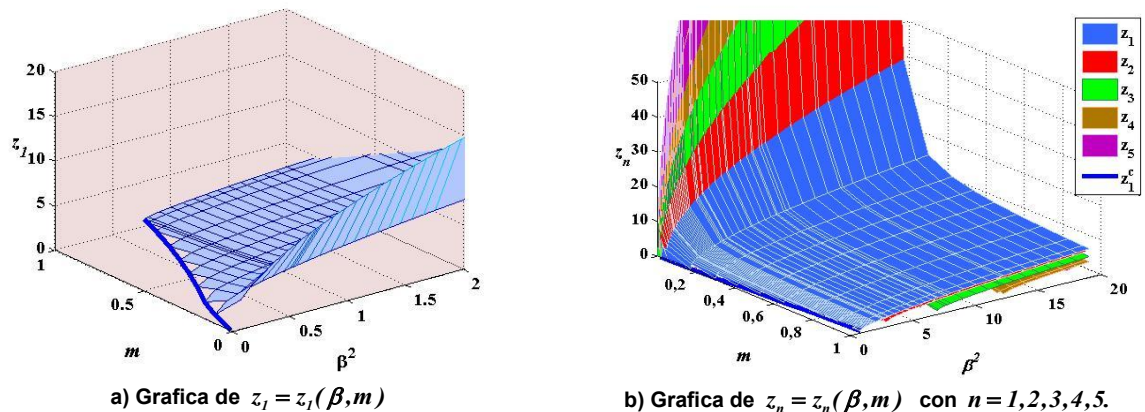 20
15
10
5
0
z₁
1
0.5
0
m
0
0.5
1
1.5
2
β²
a) Grafica de z₁ = z₁(β,m)
50
40
30
20
10
0
zₙ
0,2
0,4
0,6
0,8
1
m
0
5
10
15
20
β²
z₁
z₂
z₃
z₄
z₅
z₁ᶜ
b) Grafica de zₙ = zₙ(β,m) con n = 1,2,3,4,5.